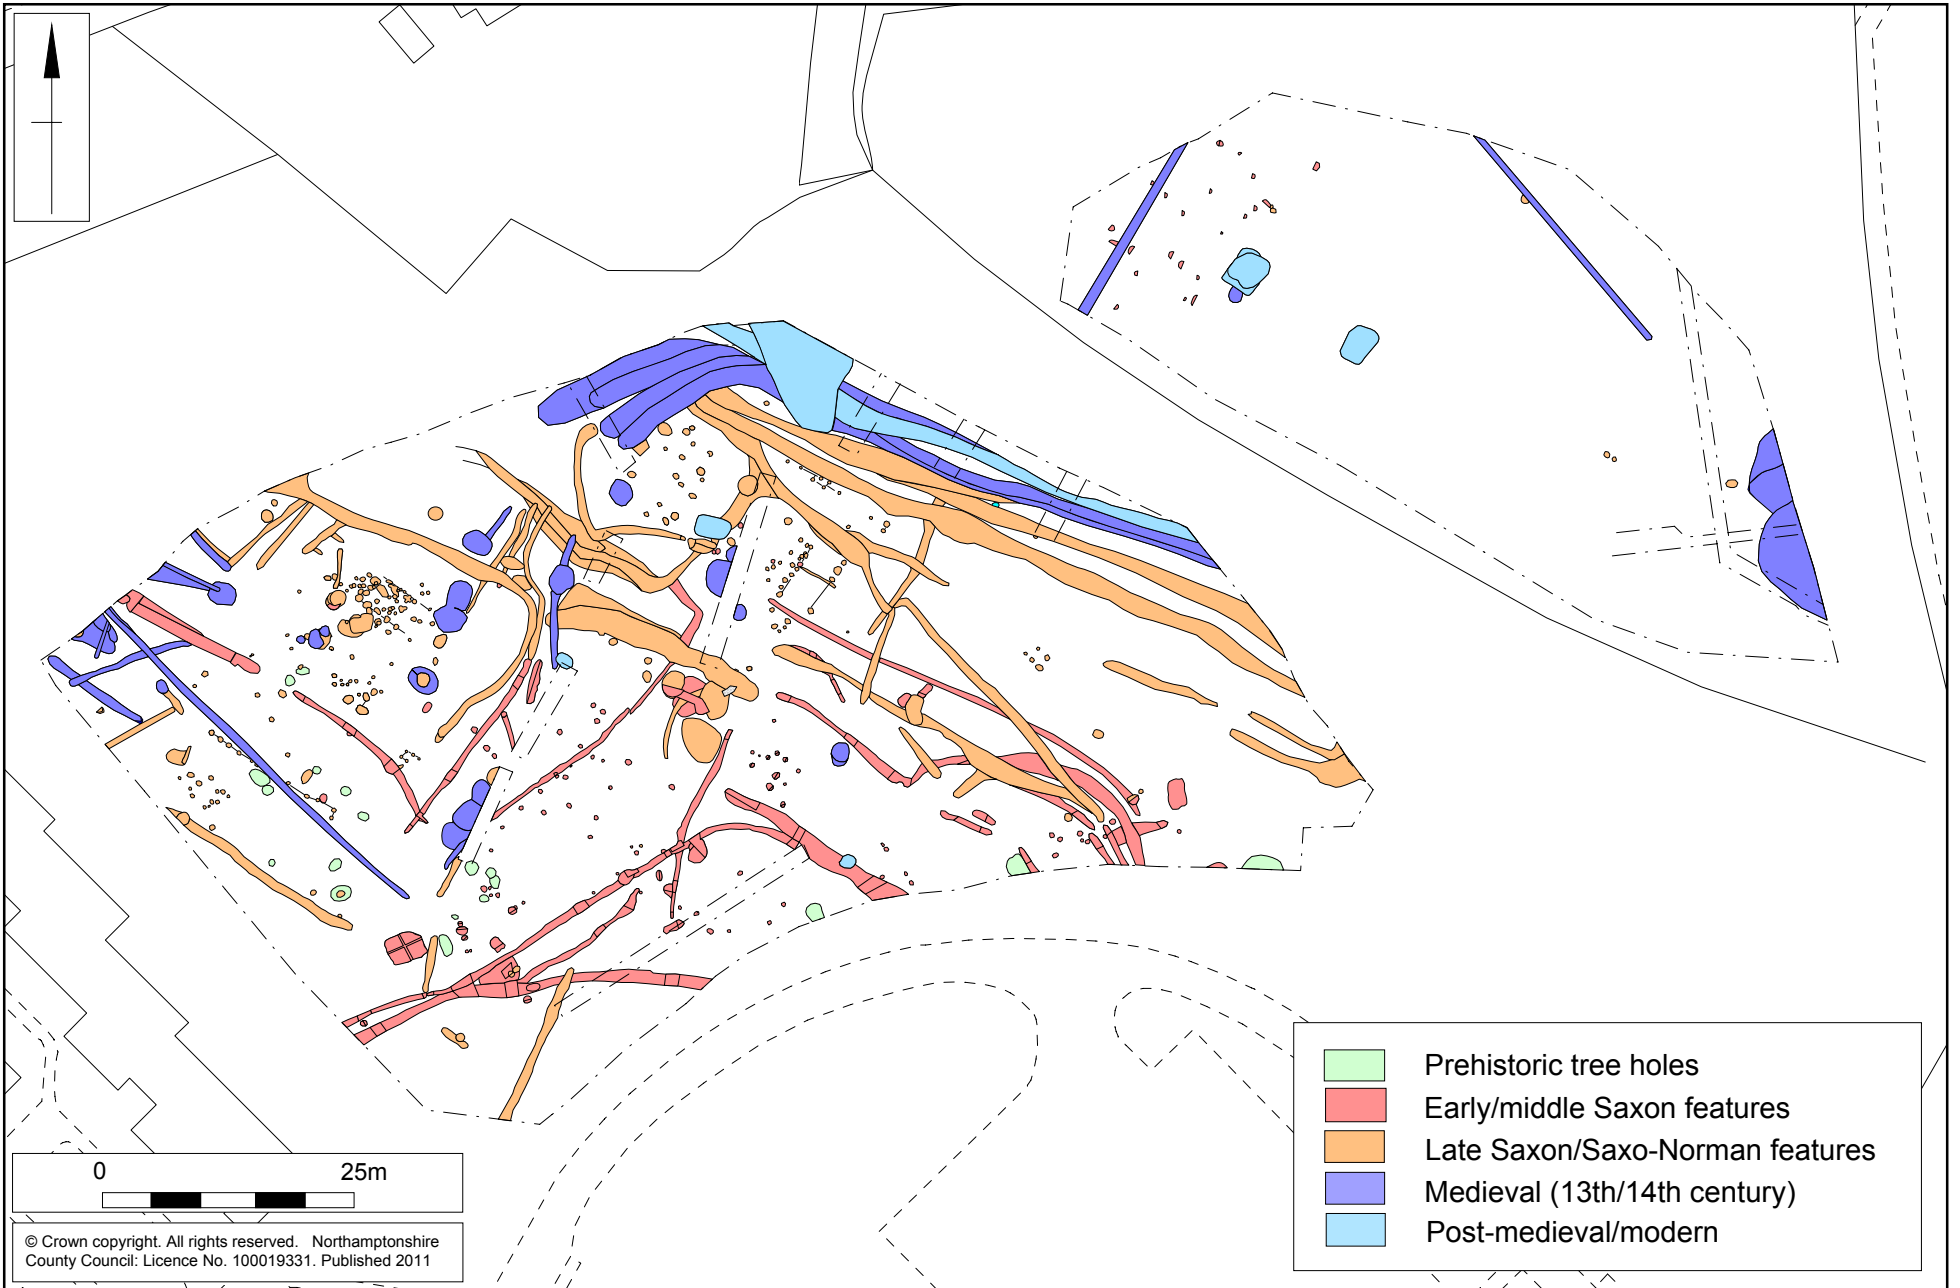 Prehistoric tree holes
Early/middle Saxon features
Late Saxon/Saxo-Norman features
Medieval (13th/14th century)
Post-medieval/modern
0 25m
© Crown copyright. All rights reserved. Northamptonshire
County Council: Licence No. 100019331. Published 2011